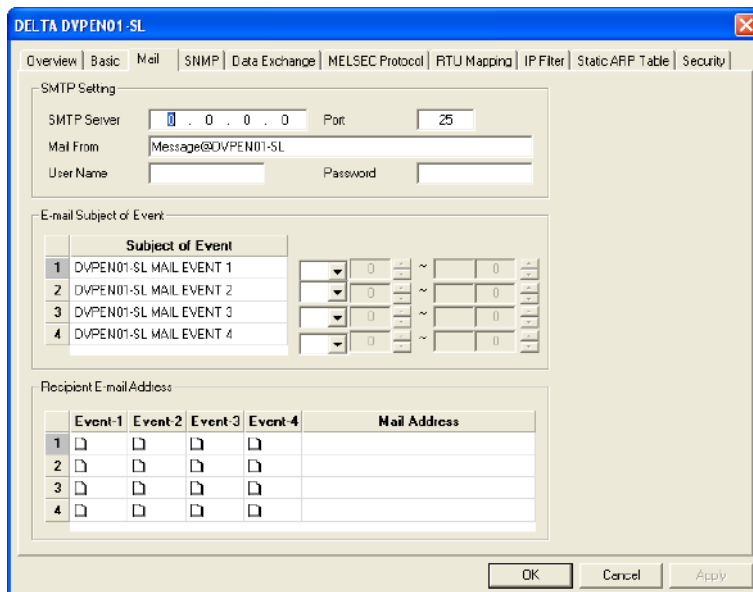 DELTA DVPEN01-SL
Overview Basic Mail SNMP Data Exchange MELSEC Protocol RTU Mapping IP Filter Static ARP Table Security
SMTP Setting
SMTP Server 0 . 0 . 0 . 0 Port 25
Mail From Message@DVPEN01-SL
User Name Password
E-mail Subject of Event
Subject of Event
1 DVPEN01-SL MAIL EVENT 1 0 ~ 0
2 DVPEN01-SL MAIL EVENT 2 0 ~ 0
3 DVPEN01-SL MAIL EVENT 3 0 ~ 0
4 DVPEN01-SL MAIL EVENT 4 0 ~ 0
Recipient E-mail Address
Event-1 Event-2 Event-3 Event-4 Mail Address
1
2
3
4
OK Cancel Apply